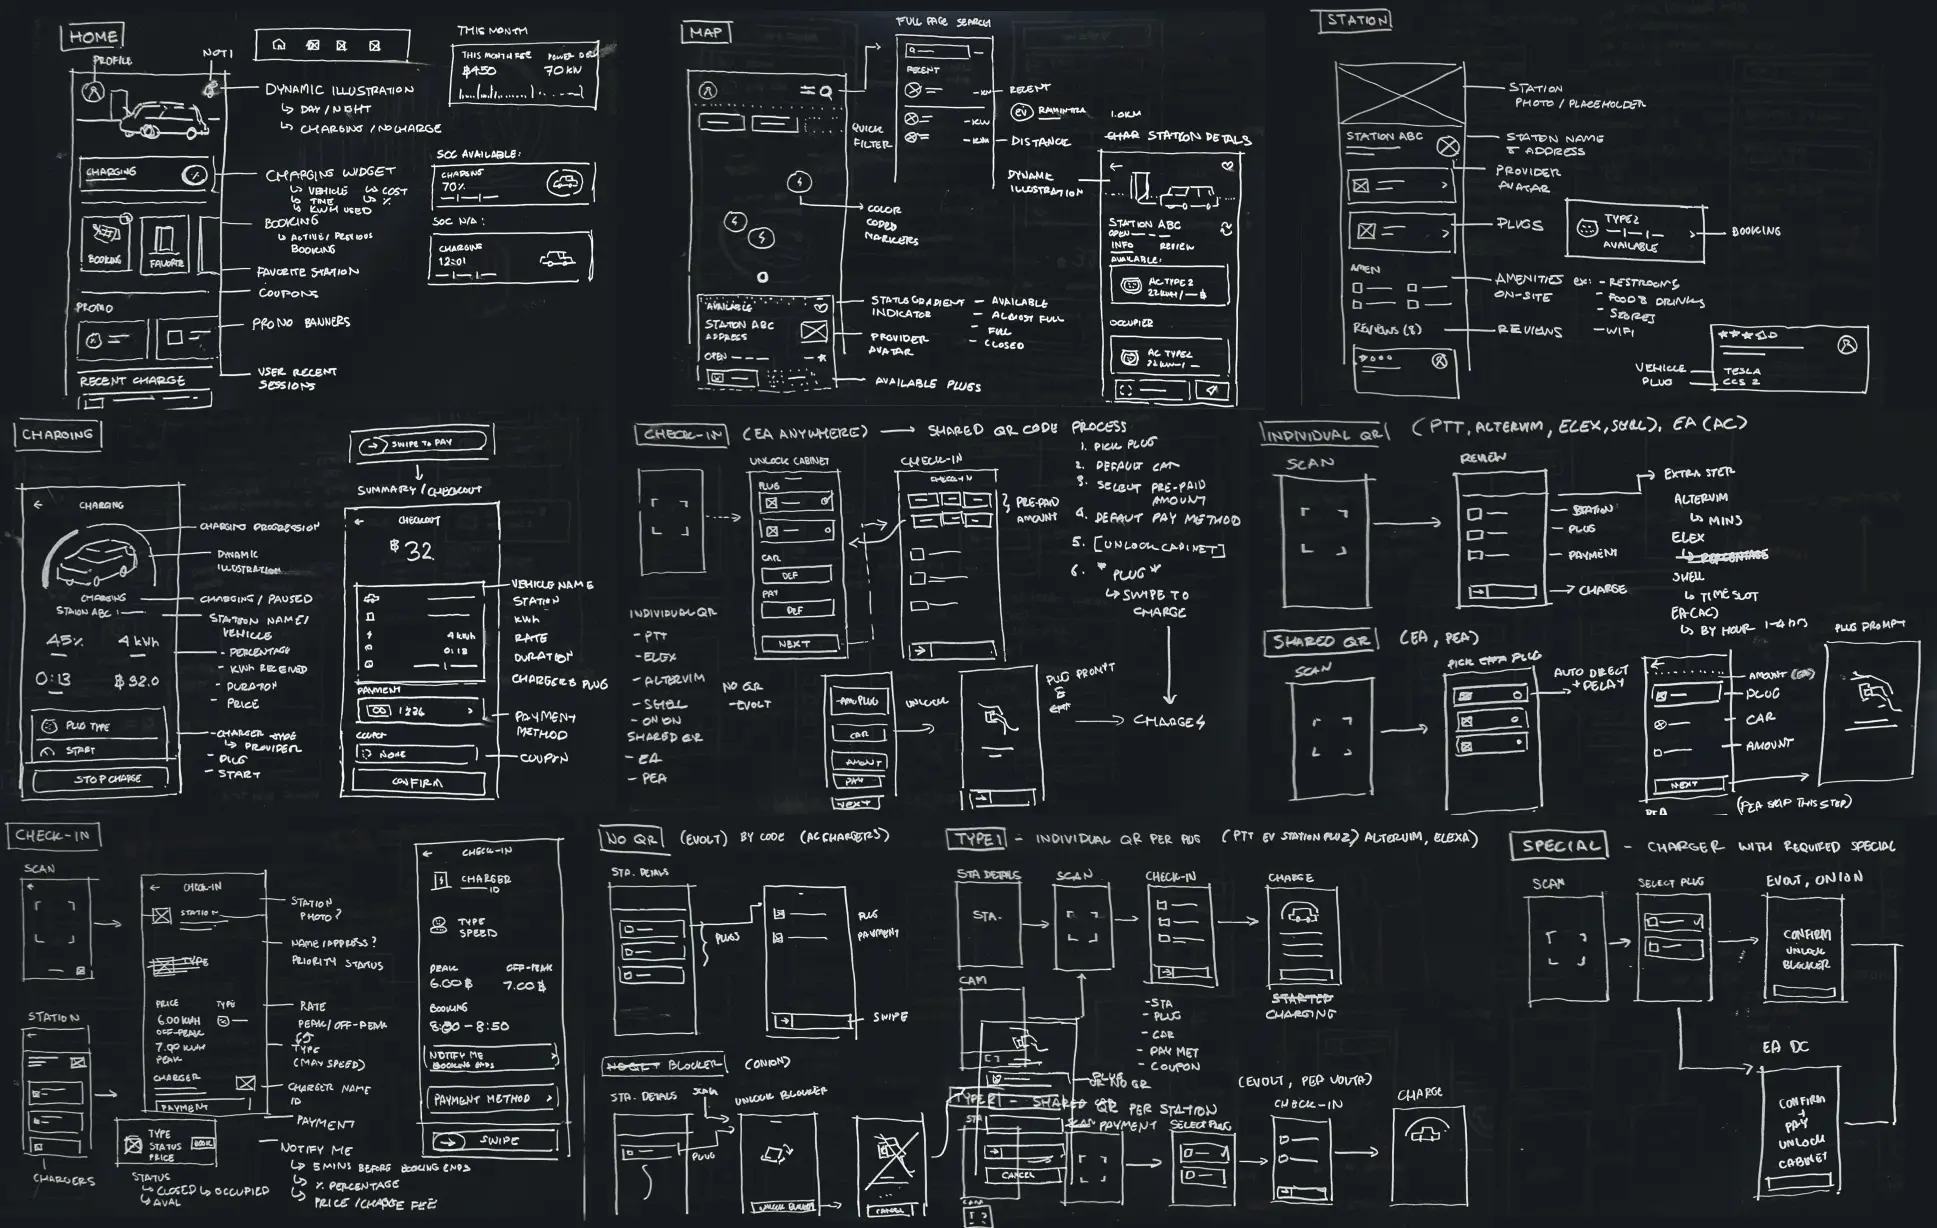 HOME
PROFILE
NOTI
DYNAMIC ILLUSTRATION
↳ DAY/NIGHT
↳ CHARGING/NO CHARGE
CHARGING
CHARGING WIDGET
↳ VEHICLE ↳ COST
↳ TIME ↳ %
↳ KWH USED
BOOKING
↳ ACTIVE/PREVIOUS
BOOKING
BOOKING
FAVORITE
FAVORITE STATION
COUPONS
PROMO
PROMO BANNERS
RECENT CHARGE
USER RECENT
SESSIONS
THIS MONTH
THIS MONTH FEE
฿450
70 KW
SOC AVAILABLE:
CHARGING
70%
SOC N/A:
CHARGING
12:01
MAP
FULL PAGE SEARCH
RECENT
RECENT
DISTANCE
QUICK
FILTER
COLOR
CODED
MARKERS
AVAILABLE
STATION ABC
ADDRESS
OPEN
STATUS GRADIENT
INDICATOR
- AVAILABLE
- ALMOST FULL
- FULL
- CLOSED
PROVIDER
AVATAR
AVAILABLE PLUGS
1.0KM
STATION DETAILS
DYNAMIC
ILLUSTRATION
STATION ABC
OPEN
INFO REVIEW
AVAILABLE:
AC TYPE 2
22 KWH/ — ฿
OCCUPIER
AC TYPE2
STATION
STATION
PHOTO / PLACEHOLDER
STATION ABC
STATION NAME
& ADDRESS
PROVIDER
AVATAR
PLUGS
TYPE2
AVAILABLE
BOOKING
AMEN
AMENITIES
ON-SITE
EX: - RESTROOMS
- FOOD & DRINKS
- STORES
- WIFI
REVIEWS (8)
REVIEWS
VEHICLE
PLUG
TESLA
CCS 2
CHARGING
CHARGING
CHARGING PROGRESSION
DYNAMIC
ILLUSTRATION
CHARGING
CHARGING / PAUSED
STATION ABC
STATION NAME/
VEHICLE
45% 4 kWh
- PERCENTAGE
- KWH RECEIVED
0:13 ฿ 32.0
- DURATION
- PRICE
PLUG TYPE
START
STOP CHARGE
- CHARGER TYPE
↳ PROVIDER
- PLUG
- START
SWIPE TO PAY
SUMMARY / CHECKOUT
CHECKOUT
฿ 32
4 kWh
01:18
VEHICLE NAME
STATION
KWH
RATE
DURATION
CHARGER & PLUG
PAYMENT
1236
PAYMENT
METHOD
NONE
COUPON
CONFIRM
CHECK-IN (EA ANYWHERE) → SHARED QR CODE PROCESS
UNLOCK CABINET
PLUG
CAR
DEF
PAY
DEF
NEXT
CHECK-IN
CHECK-IN
PRE-PAID
AMOUNT
1. PICK PLUG
2. DEFAULT CAR
3. SELECT PRE-PAID
AMOUNT
4. DEFAULT PAY METHOD
5. [UNLOCK CABINET]
6. * PLUG *
↳ SWIPE TO
CHARGE
CHARGES
INDIVIDUAL QR
- PTT
- ELEX
- ALTERVIM
- SHELL
- ONION
SHARED QR
- EA
- PEA
NO QR
- EVOLT
CAR
AMOUNT
PAY
NEXT
UNLOCK
PLUG PROMPT
INDIVIDUAL QR (PTT, ALTERVIM, ELEX, SHELL), EA (AC)
SCAN
REVIEW
STATION
PLUG
PAYMENT
CHARGE
EXTRA STEP
ALTERVIM
↳ MINS
ELEX
↳ PERCENTAGE
SHELL
↳ TIME SLOT
EA (AC)
↳ BY HOUR 1-4 hrs
SHARED QR (EA, PEA)
SCAN
AUTO DIRECT
+ DELAY
AMOUNT (EA)
PLUG
CAR
AMOUNT
NEXT
PEA
(PEA SKIP THIS STEP)
PLUG PROMPT
CHECK-IN
SCAN
CHECK-IN
STATION
STATION
PHOTO?
NAME/ADDRESS?
PRIORITY STATUS
TYPE
PRICE TYPE
6.00 KWH
OFF-PEAK
7.00 KWH
PEAK
RATE
PEAK/OFF-PEAK
TYPE
(MAX SPEED)
CHARGER
CHARGER NAME
ID
PAYMENT
PAYMENT
STATION
CHARGERS
TYPE
STATUS
PRICE
BOOK
STATUS
↳ CLOSED ↳ OCCUPIED
↳ AVAL
NOTIFY ME
↳ 5 MINS BEFORE BOOKING ENDS
↳ % PERCENTAGE
↳ PRICE / CHARGE FEE
CHECK-IN
CHARGER
ID
TYPE
SPEED
PEAK OFF-PEAK
6.00 ฿ 7.00 ฿
BOOKING
8:30 - 8:50
NOTIFY ME
BOOKING ENDS
PAYMENT METHOD
SWIPE
NO QR (EVOLT) BY CODE (AC CHARGERS)
STA. DETAILS
PLUGS
PLUG
PAYMENT
SWIPE
BLOCKER (ONION)
STA. DETAILS
SCAN
PLUG
UNLOCK BLOCKER
UNLOCK BLOCKER
CANCEL
TYPE 1 - INDIVIDUAL QR PER PLUG (PTT EV STATION PLUZ) ALTERVIM, ELEXA)
STA DETAILS
STA.
SCAN
CHECK-IN
CHARGE
- STA
- PLUG
- CAR
- PAY MET
- COUPON
STARTED
CHARGING
CAM
OR NO QR
TYPE 2 - SHARED QR
QR PER STATION
(EVOLT, PEA VOLTA)
SCAN
PAYMENT
SELECT PLUG
CHECK-IN
CHARGE
CANCEL
SPECIAL - CHARGER WITH REQUIRED SPECIAL
SCAN
SELECT PLUG
EVOLT, ONION
CONFIRM
UNLOCK
BLOCKER
EA DC
CONFIRM
+
PAY
UNLOCK
CABINET